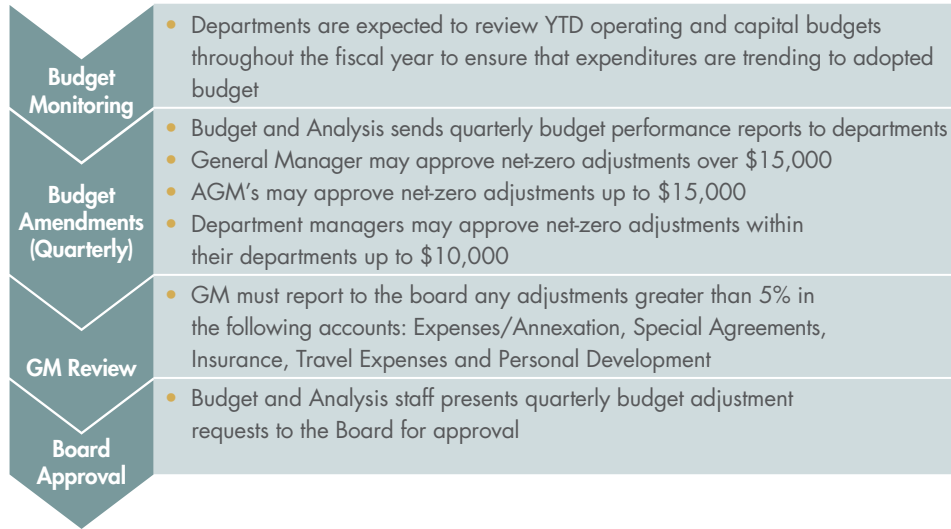 Budget
Monitoring
• Departments are expected to review YTD operating and capital budgets
throughout the fiscal year to ensure that expenditures are trending to adopted
budget
Budget
Amendments
(Quarterly)
• Budget and Analysis sends quarterly budget performance reports to departments
• General Manager may approve net-zero adjustments over $15,000
• AGM's may approve net-zero adjustments up to $15,000
• Department managers may approve net-zero adjustments within
their departments up to $10,000
GM Review
• GM must report to the board any adjustments greater than 5% in
the following accounts: Expenses/Annexation, Special Agreements,
Insurance, Travel Expenses and Personal Development
Board
Approval
• Budget and Analysis staff presents quarterly budget adjustment
requests to the Board for approval